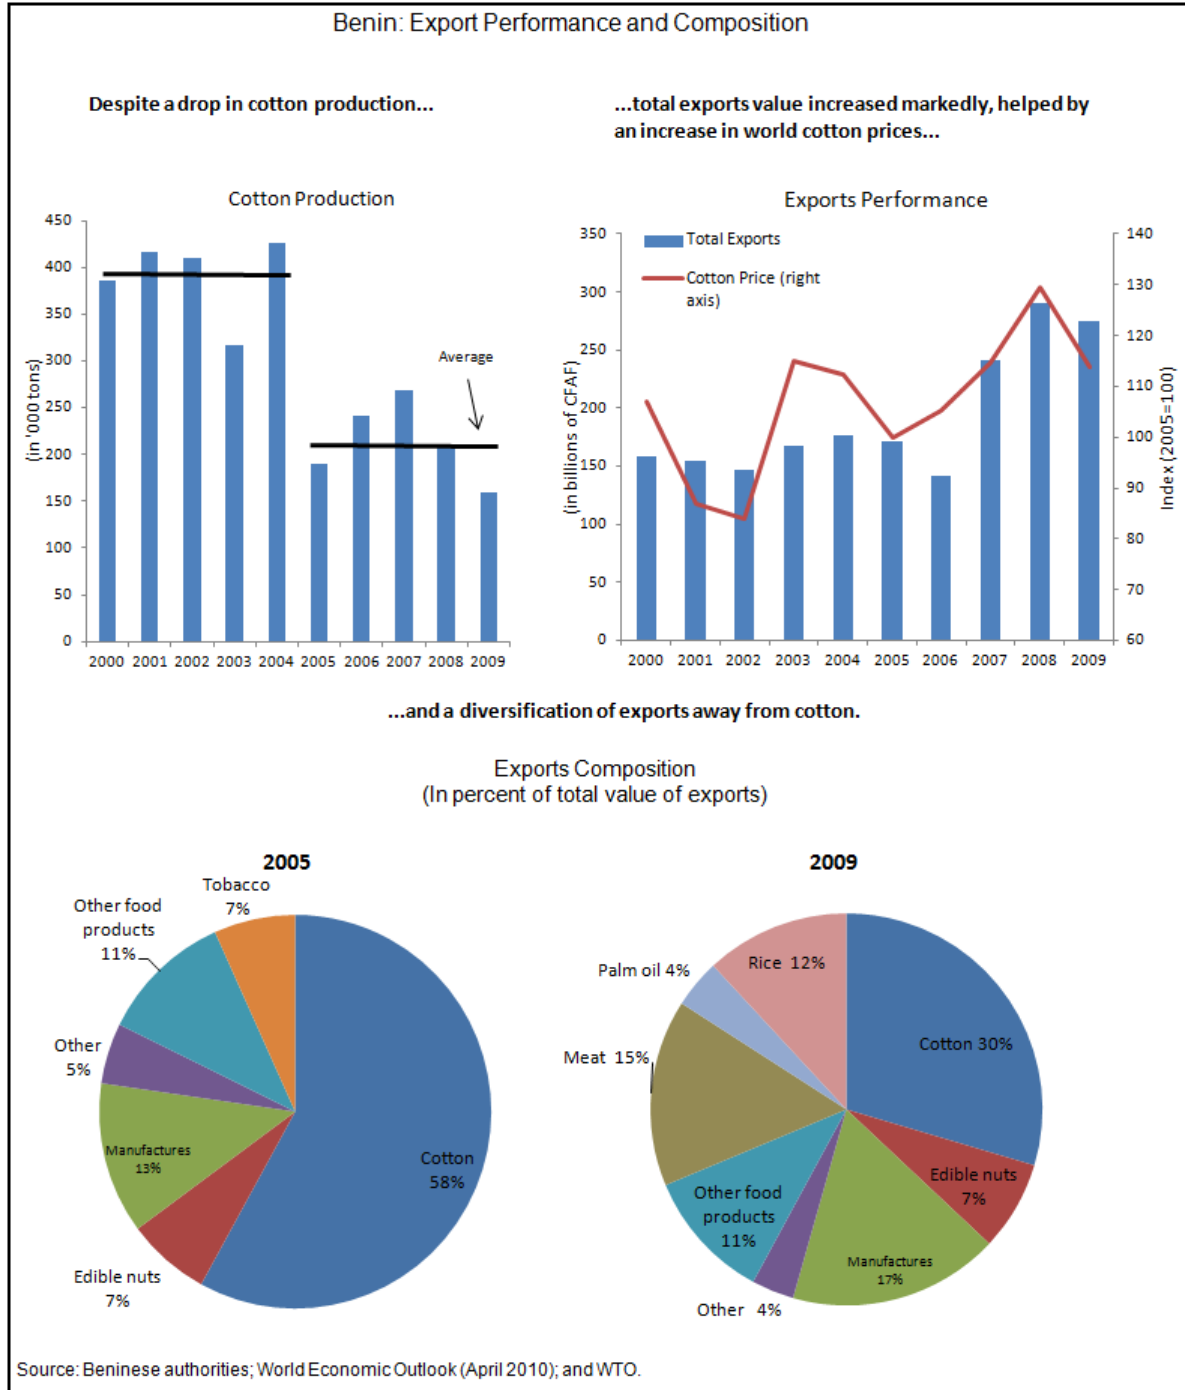 Benin: Export Performance and Composition
Despite a drop in cotton production...
...total exports value increased markedly, helped by
an increase in world cotton prices...
Cotton Production
(in '000 tons)
450
400
350
300
250
200
150
100
50
0
Average
2000 2001 2002 2003 2004 2005 2006 2007 2008 2009
Exports Performance
Total Exports
Cotton Price (right
axis)
(in billions of CFAF)
350
300
250
200
150
100
50
0
140
130
120
110
100
90
80
70
60
Index (2005=100)
2000 2001 2002 2003 2004 2005 2006 2007 2008 2009
...and a diversification of exports away from cotton.
Exports Composition
(In percent of total value of exports)
2005
Tobacco
7%
Other food
products
11%
Other
5%
Manufactures
13%
Edible nuts
7%
Cotton
58%
2009
Rice 12%
Palm oil 4%
Meat 15%
Cotton 30%
Edible nuts
7%
Other food
products
11%
Manufactures
17%
Other 4%
Source: Beninese authorities; World Economic Outlook (April 2010); and WTO.